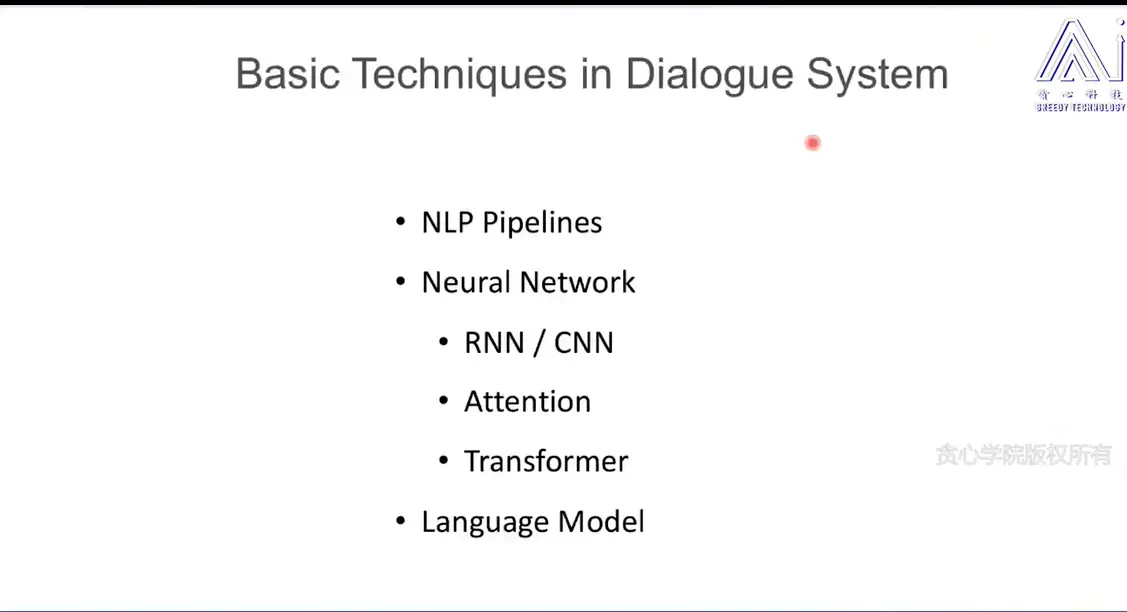 Basic Techniques in Dialogue System
贪心科技
GREEDY TECHNOLOGY
• NLP Pipelines
• Neural Network
• RNN / CNN
• Attention
• Transformer
贪心学院版权所有
• Language Model